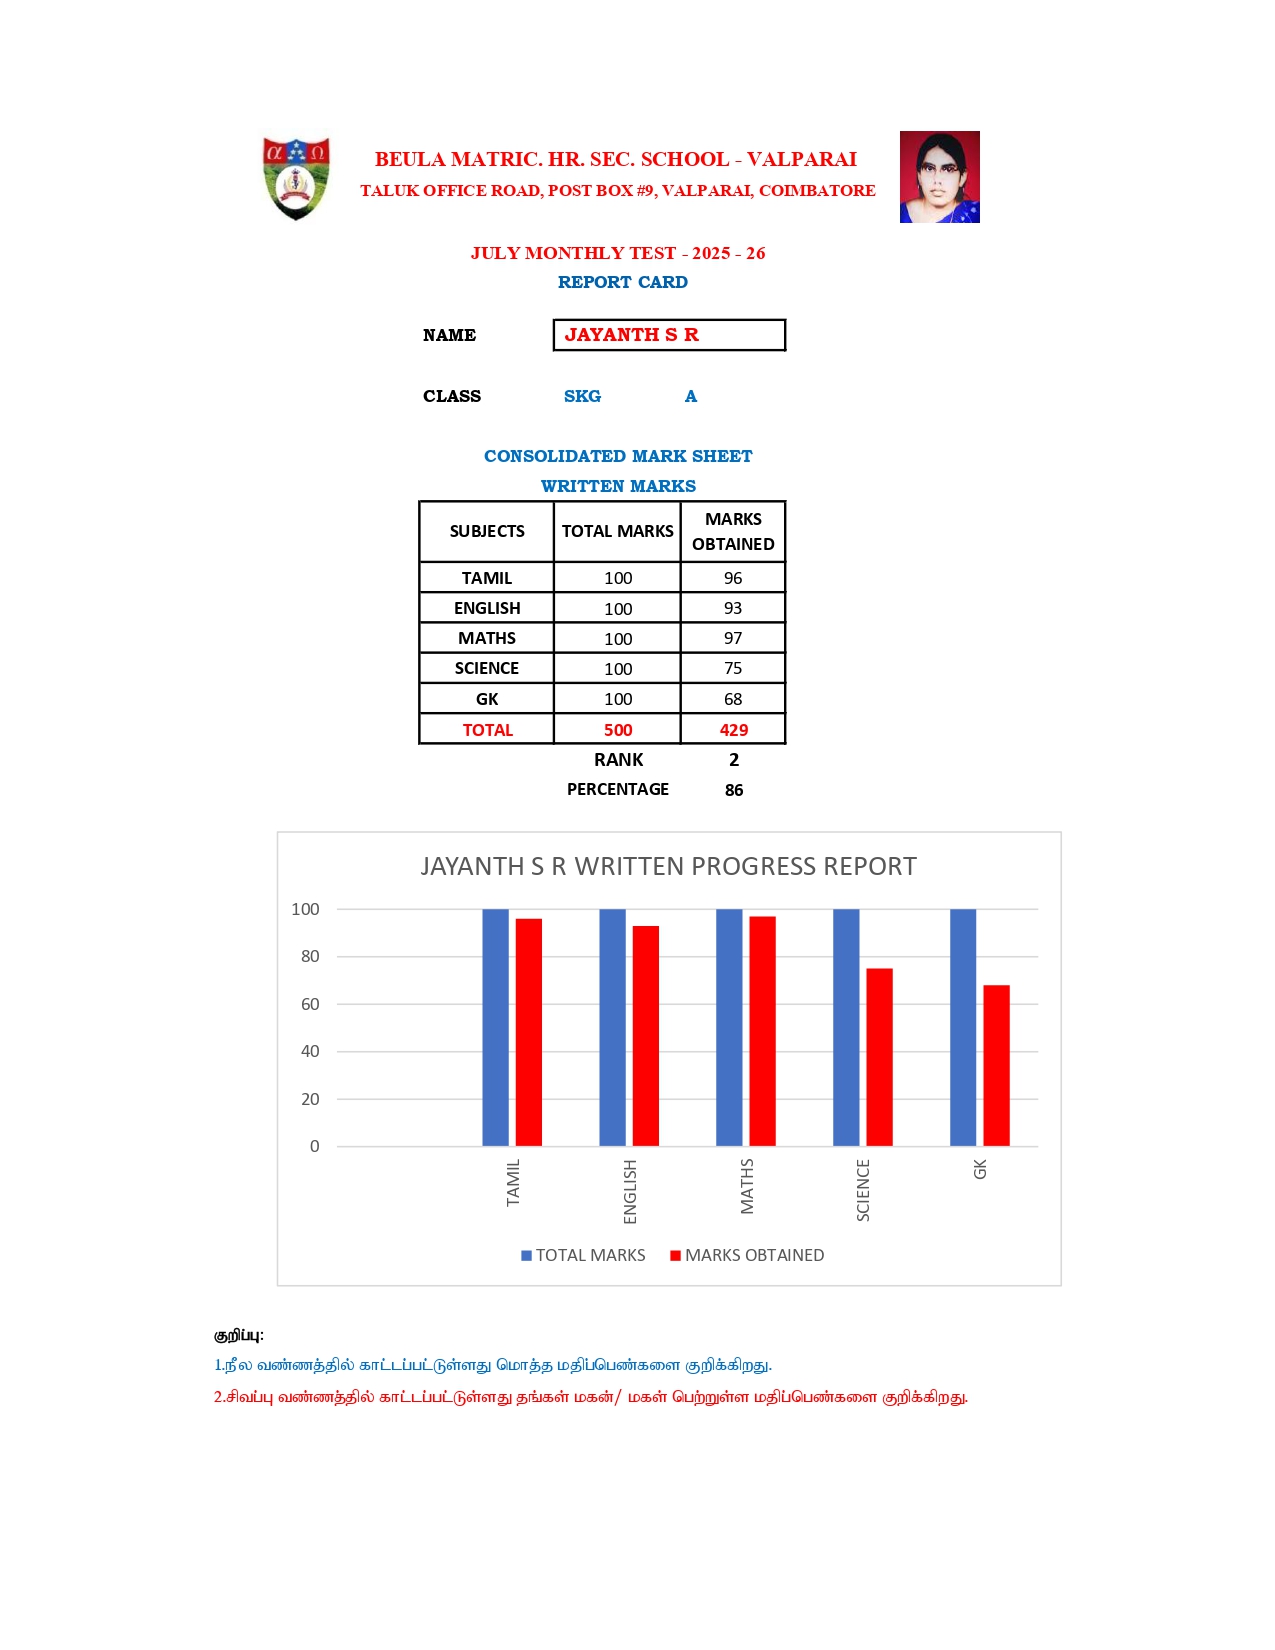 α Ω
BEULA MATRIC. HR. SEC. SCHOOL - VALPARAI
TALUK OFFICE ROAD, POST BOX #9, VALPARAI, COIMBATORE
JULY MONTHLY TEST - 2025 - 26
REPORT CARD
NAME JAYANTH S R
CLASS SKG A
CONSOLIDATED MARK SHEET
WRITTEN MARKS
SUBJECTS TOTAL MARKS MARKS OBTAINED
TAMIL 100 96
ENGLISH 100 93
MATHS 100 97
SCIENCE 100 75
GK 100 68
TOTAL 500 429
RANK 2
PERCENTAGE 86
JAYANTH S R WRITTEN PROGRESS REPORT
100
80
60
40
20
0
TAMIL ENGLISH MATHS SCIENCE GK
TOTAL MARKS MARKS OBTAINED
குறிப்பு:
1.நீல வண்ணத்தில் காட்டப்பட்டுள்ளது மொத்த மதிப்பெண்களை குறிக்கிறது.
2.சிவப்பு வண்ணத்தில் காட்டப்பட்டுள்ளது தங்கள் மகன்/ மகள் பெற்றுள்ள மதிப்பெண்களை குறிக்கிறது.